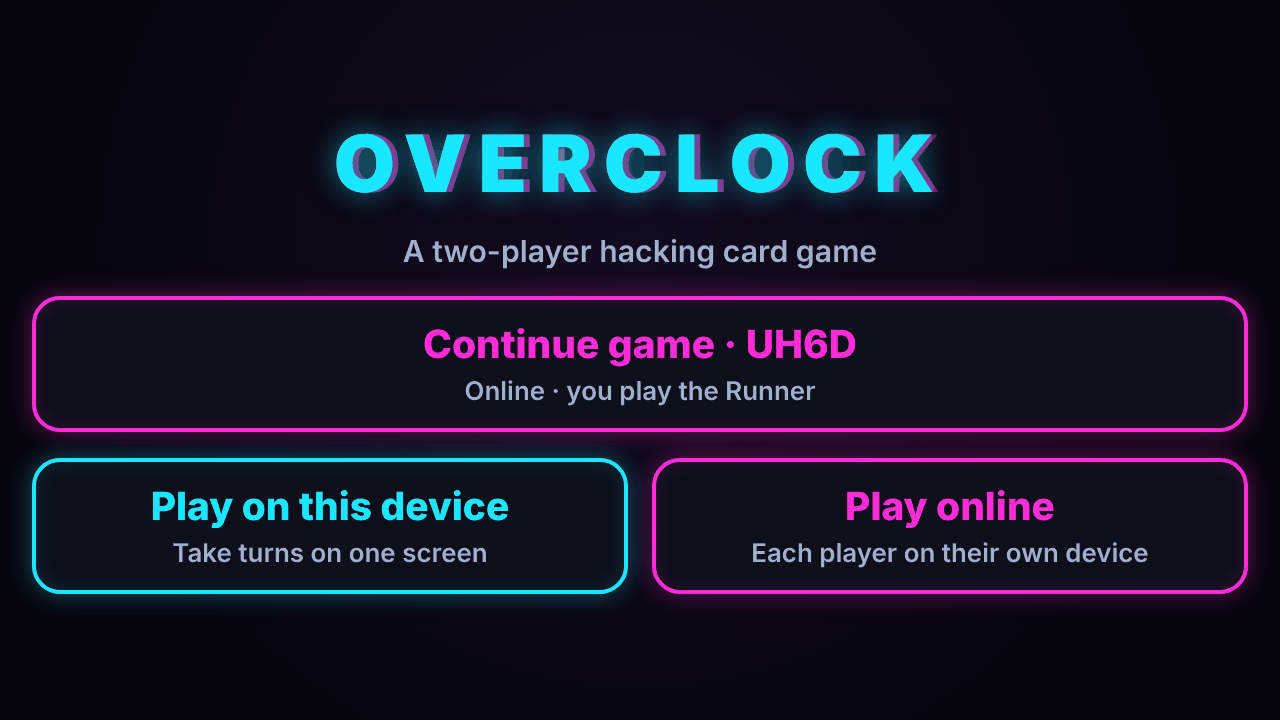 OVERCLOCK
A two-player hacking card game
Continue game · UH6D
Online · you play the Runner
Play on this device
Take turns on one screen
Play online
Each player on their own device